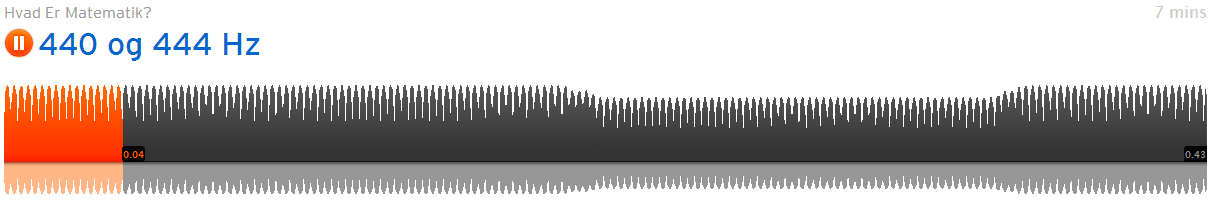 Hvad Er Matematik?
7 mins
440 og 444 Hz
0.04
0.43